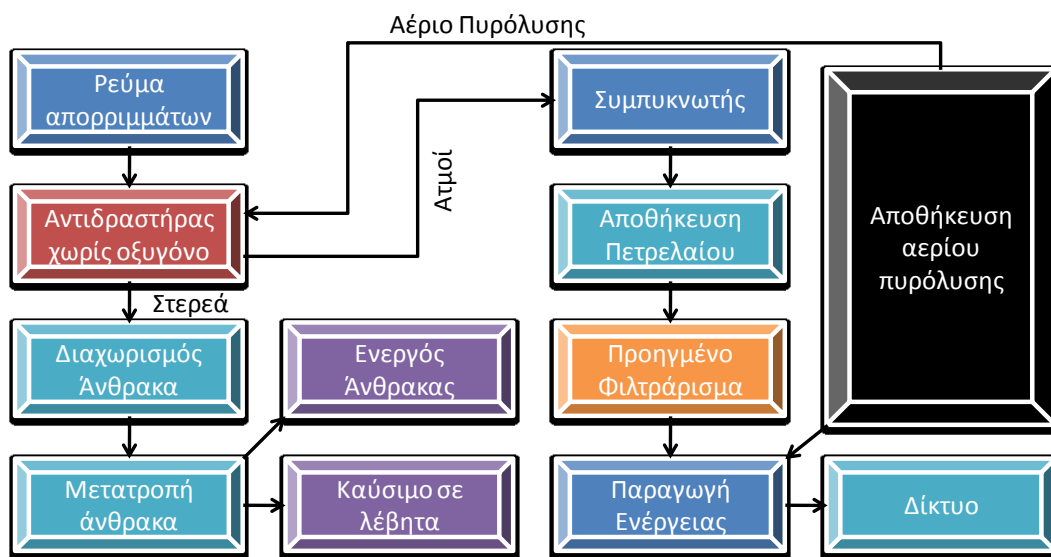 Αέριο Πυρόλυσης
Ρεύμα
απορριμμάτων
Συμπυκνωτής
Ατμοί
Αντιδραστήρας
χωρίς οξυγόνο
Αποθήκευση
Πετρελαίου
Αποθήκευση
αερίου
πυρόλυσης
Στερεά
Διαχωρισμός
Άνθρακα
Ενεργός
Άνθρακας
Προηγμένο
Φιλτράρισμα
Μετατροπή
άνθρακα
Καύσιμο σε
λέβητα
Παραγωγή
Ενέργειας
Δίκτυο